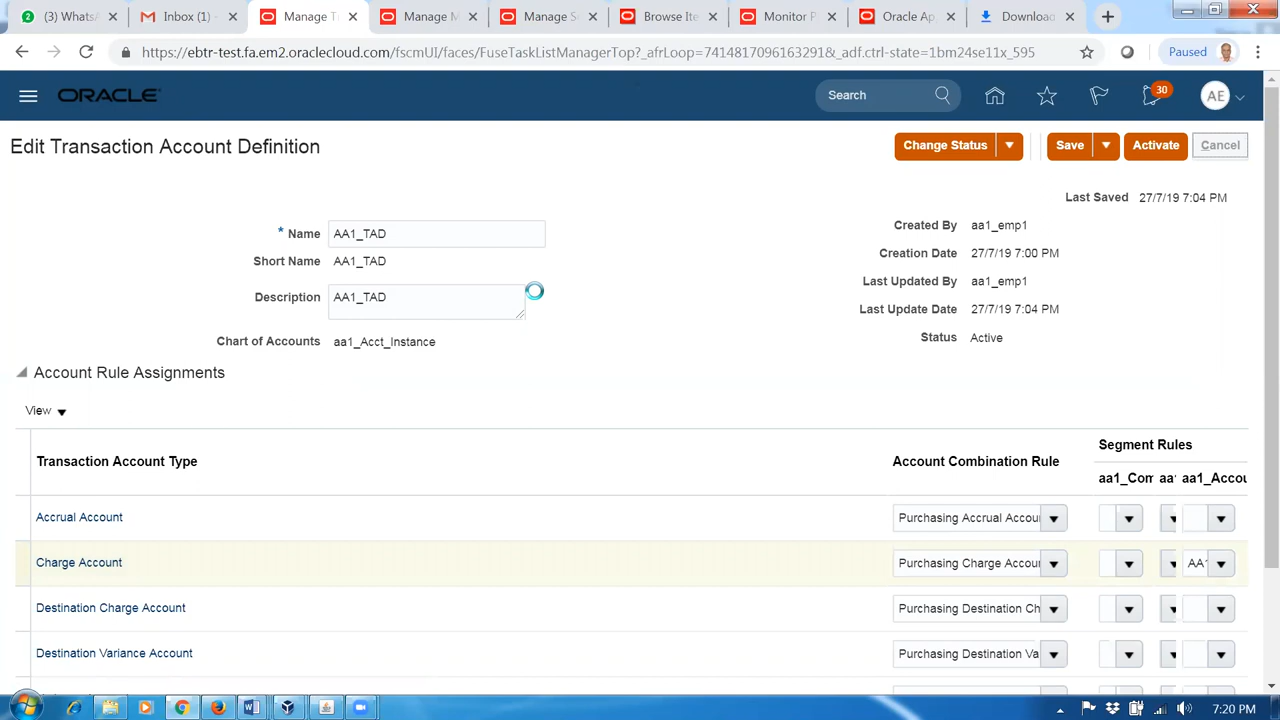 (3) WhatsA
Inbox (1) -
Manage T
Manage M
Manage Se
Browse Ite
Monitor P
Oracle Ap
Downloa
https://ebtr-test.fa.em2.oraclecloud.com/fscmUI/faces/FuseTaskListManagerTop?_afrLoop=74148170961632918&_adf.ctrl-state=1bm24se11x_595
Paused
ORACLE
Search
30
AE
Edit Transaction Account Definition
Change Status
Save
Activate
Cancel
Last Saved 27/7/19 7:04 PM
* Name AA1_TAD
Short Name AA1_TAD
Description AA1_TAD
Chart of Accounts aa1_Acct_Instance
Created By aa1_emp1
Creation Date 27/7/19 7:00 PM
Last Updated By aa1_emp1
Last Update Date 27/7/19 7:04 PM
Status Active
Account Rule Assignments
View
Transaction Account Type
Account Combination Rule
Segment Rules
aa1_Com aa1 aa1_Accou
Accrual Account Purchasing Accrual Accou
Charge Account Purchasing Charge Accou AA1
Destination Charge Account Purchasing Destination Ch
Destination Variance Account Purchasing Destination Va
7:20 PM